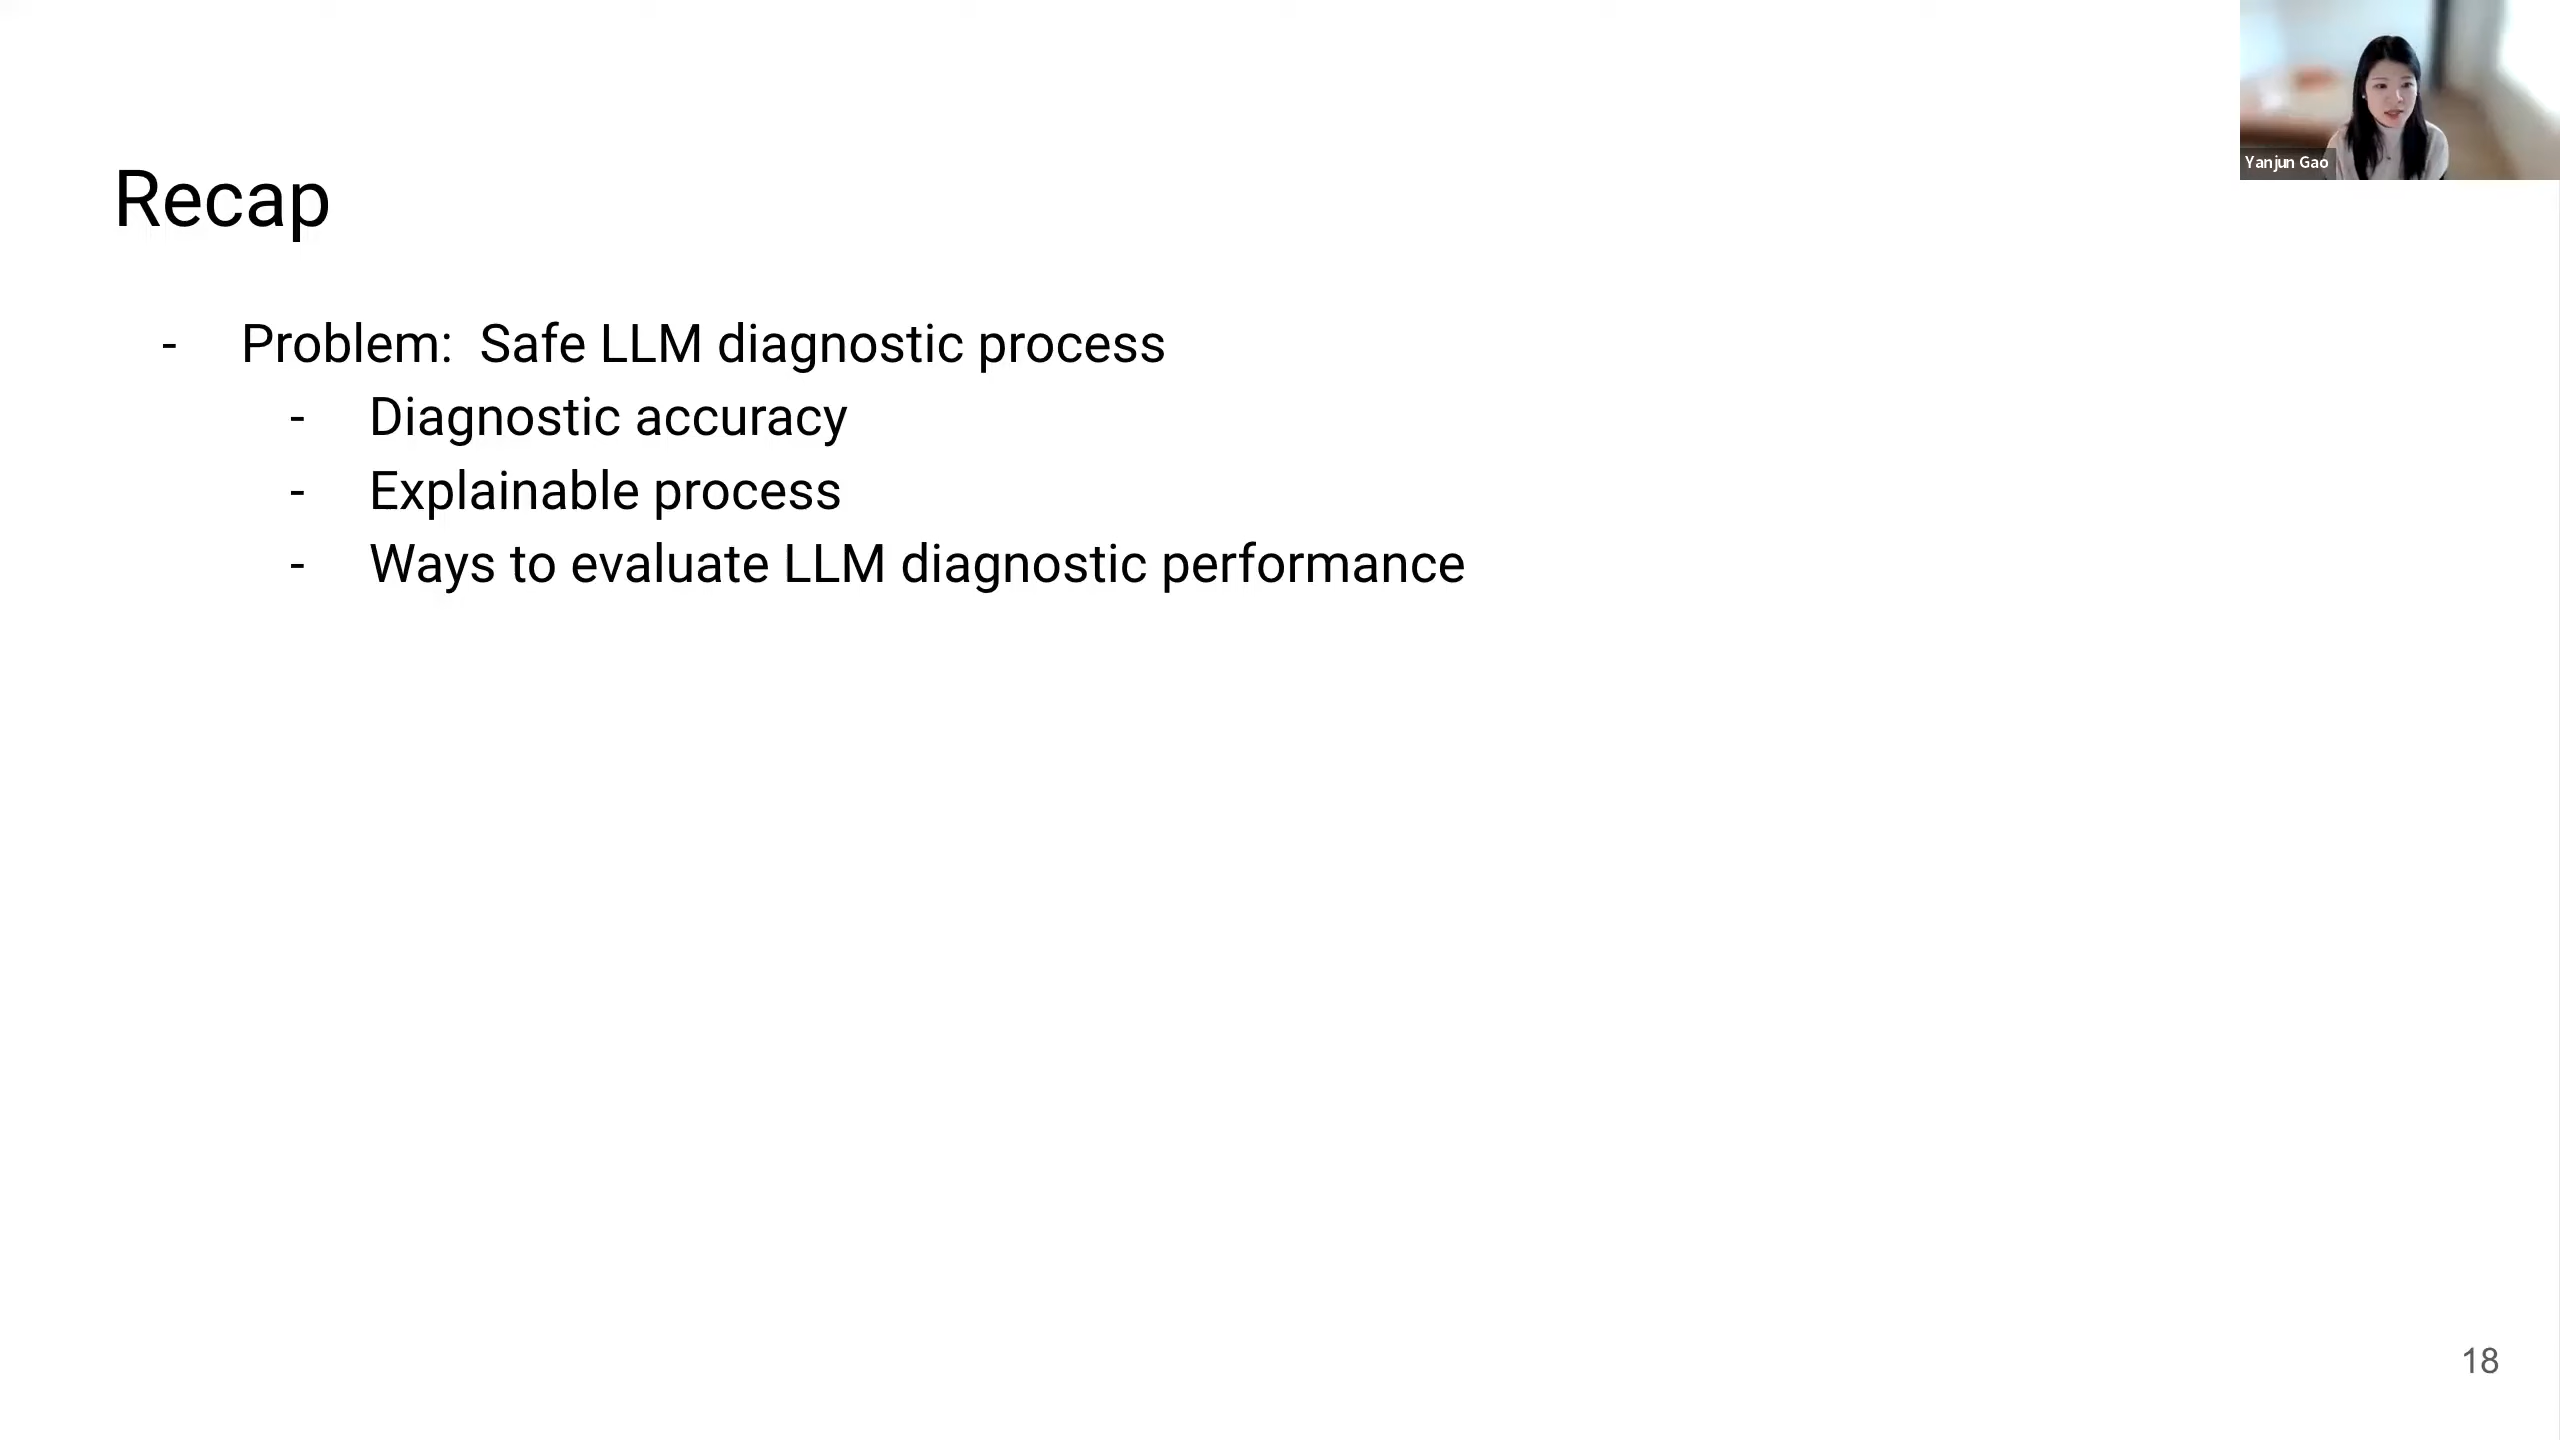 Yanjun Gao
Recap
- Problem:  Safe LLM diagnostic process
- Diagnostic accuracy
- Explainable process
- Ways to evaluate LLM diagnostic performance
18